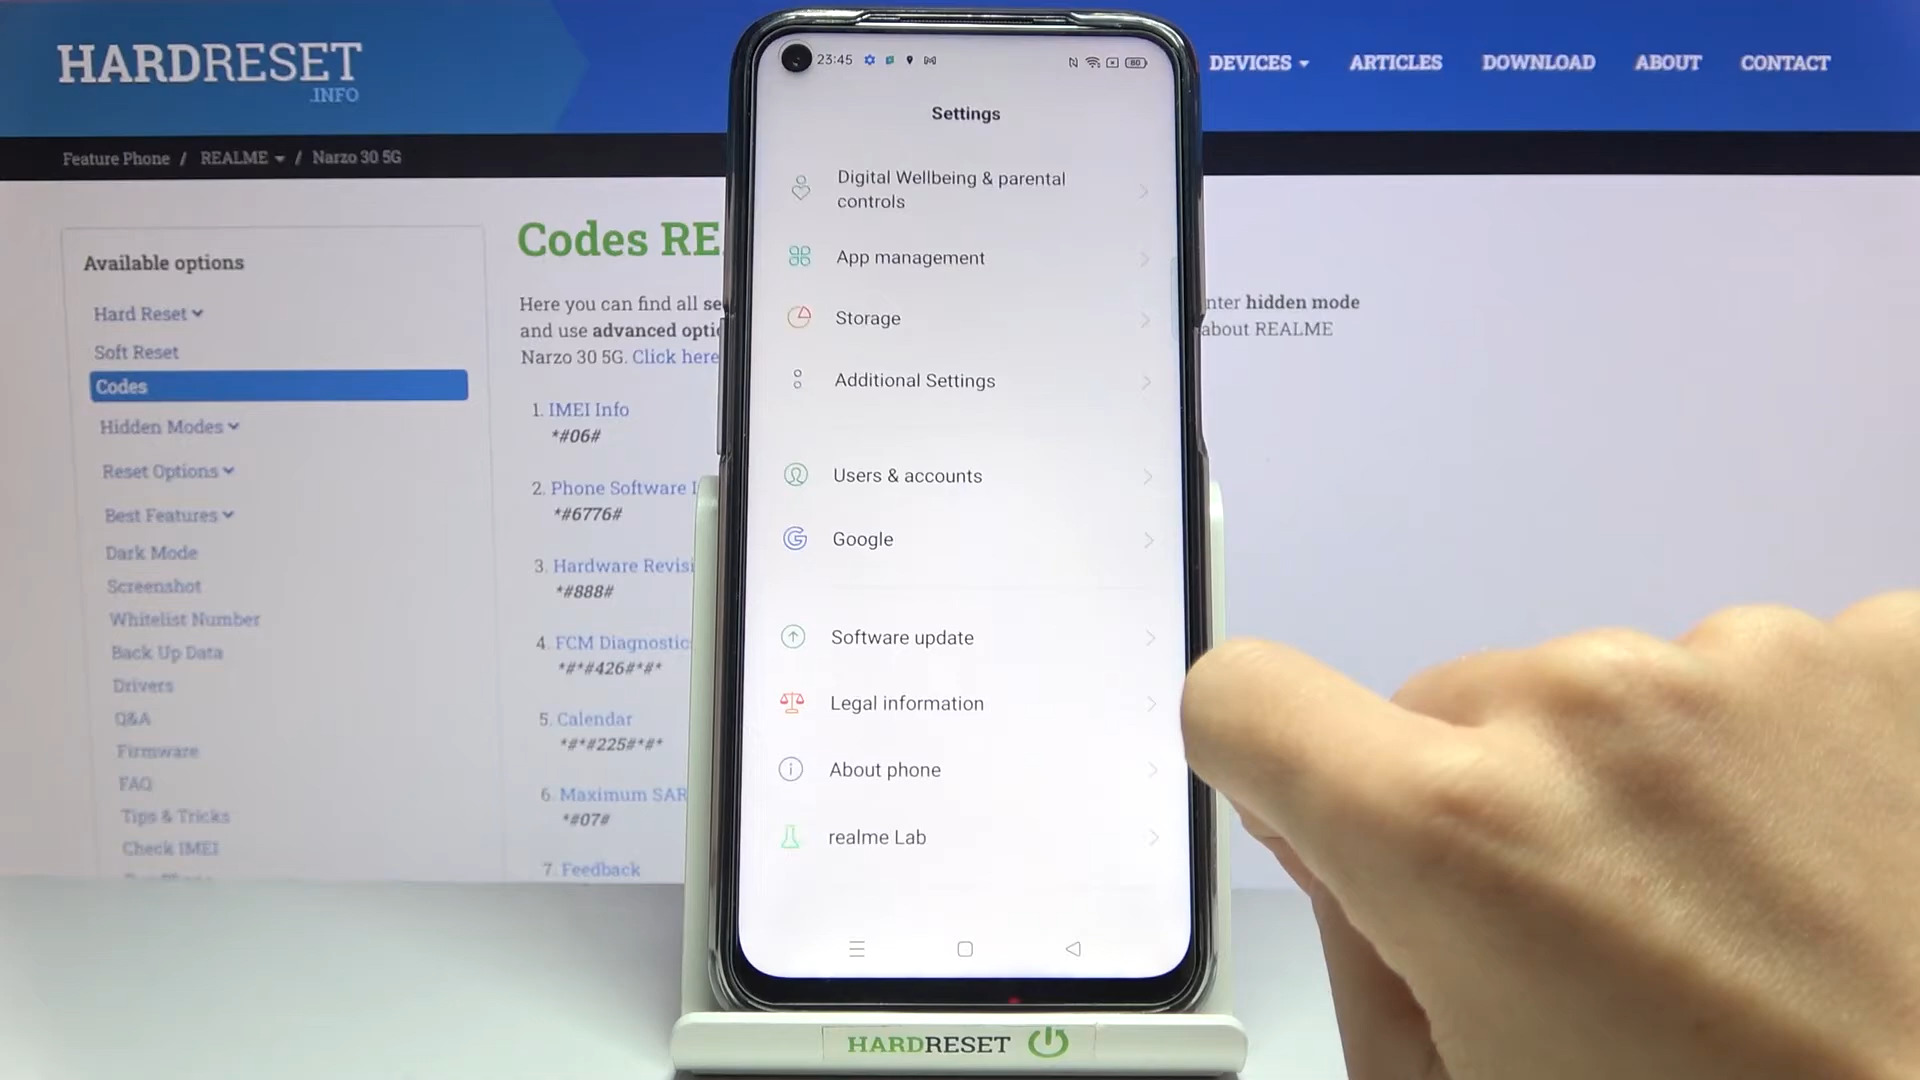 HARDRESET
.INFO
DEVICES
ARTICLES
DOWNLOAD
ABOUT
CONTACT
Feature Phone / REALME / Narzo 30 5G
Available options
Hard Reset
Soft Reset
Codes
Hidden Modes
Reset Options
Best Features
Dark Mode
Screenshot
Whitelist Number
Back Up Data
Drivers
Q&A
Firmware
FAQ
Tips & Tricks
Check IMEI
Codes RE
Here you can find all se
and use advanced optio
Narzo 30 5G. Click here
nter hidden mode
about REALME
1. IMEI Info
*#06#
2. Phone Software I
*#6776#
3. Hardware Revisi
*#888#
4. FCM Diagnostic
*#*#426#*#*
5. Calendar
*#*#225#*#*
6. Maximum SAR
*#07#
7. Feedback
23:45
80
Settings
Digital Wellbeing & parental
controls
App management
Storage
Additional Settings
Users & accounts
Google
Software update
Legal information
About phone
realme Lab
HARDRESET